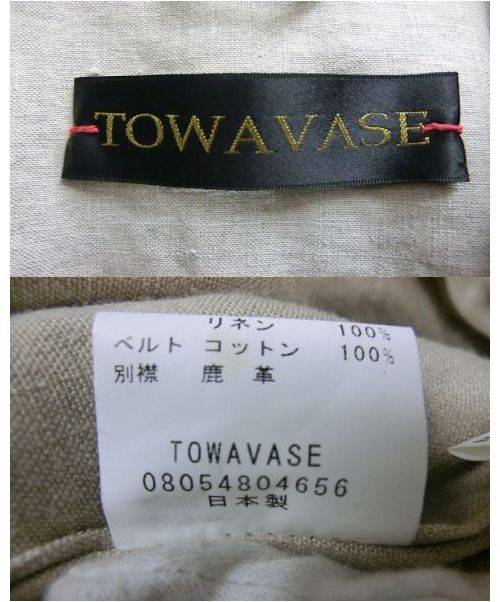 TOWAVASE
リネン 100%
ベルト コットン 100%
別襟 鹿 革
TOWAVASE
08054804656
日本製